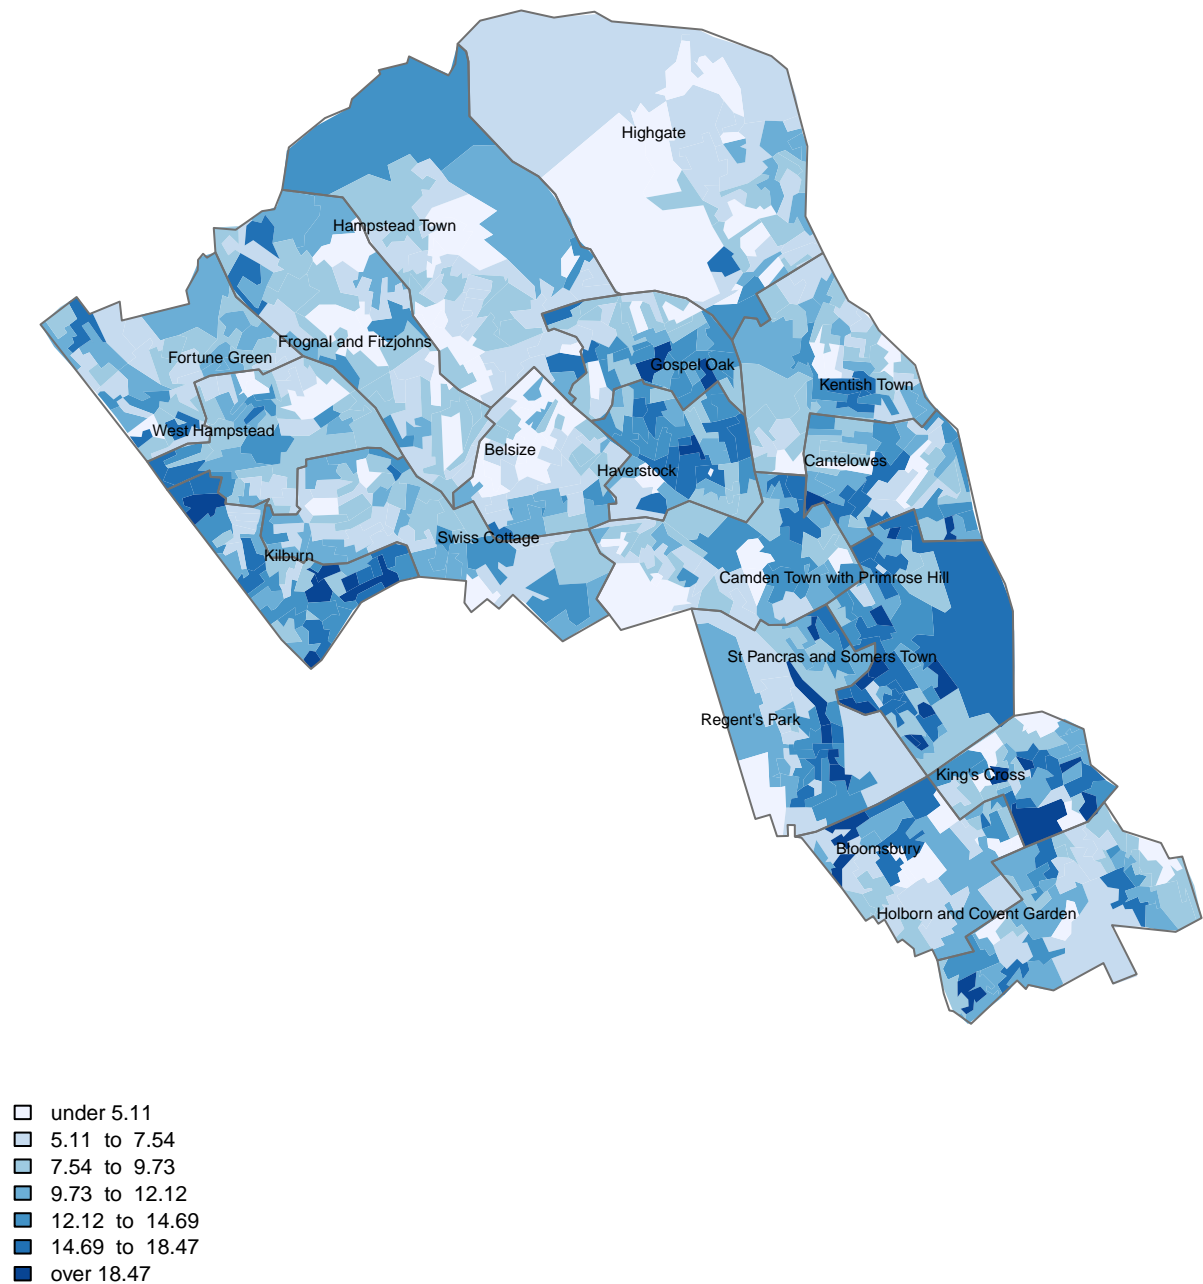 Highgate
Hampstead Town
Frognal and Fitzjohns
Fortune Green
Gospel Oak
Kentish Town
West Hampstead
Belsize
Cantelowes
Haverstock
Swiss Cottage
Kilburn
Camden Town with Primrose Hill
St Pancras and Somers Town
Regent's Park
King's Cross
Bloomsbury
Holborn and Covent Garden
under 5.11
5.11 to 7.54
7.54 to 9.73
9.73 to 12.12
12.12 to 14.69
14.69 to 18.47
over 18.47